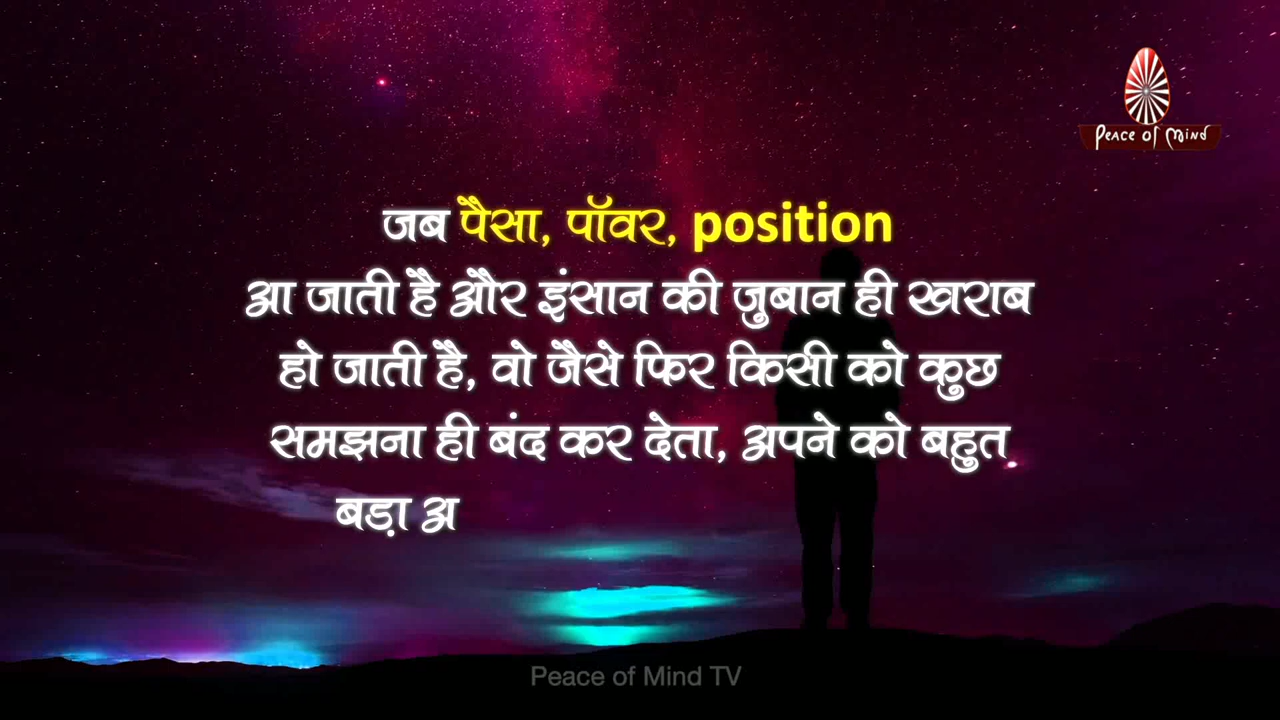 Peace of Mind
जब पैसा, पॉवर, position
आ जाती है और इंसान की जुबान ही खराब
हो जाती है, वो जैसे फिर किसी को कुछ
समझना ही बंद कर देता, अपने को बहुत
बड़ा अ
Peace of Mind TV